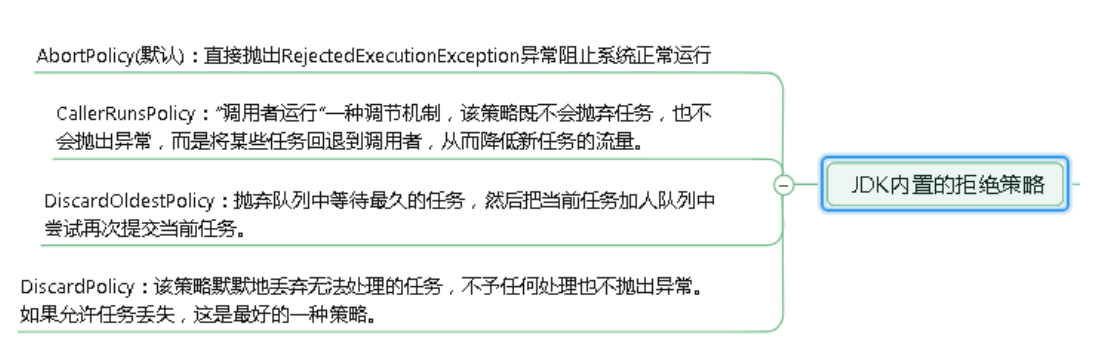 AbortPolicy(默认)：直接抛出RejectedExecutionException异常阻止系统正常运行
CallerRunsPolicy："调用者运行"一种调节机制，该策略既不会抛弃任务，也不
会抛出异常，而是将某些任务回退到调用者，从而降低新任务的流量。
JDK内置的拒绝策略
DiscardOldestPolicy：抛弃队列中等待最久的任务，然后把当前任务加人队列中
尝试再次提交当前任务。
DiscardPolicy：该策略默默地丢弃无法处理的任务，不予任何处理也不抛出异常。
如果允许任务丢失，这是最好的一种策略。